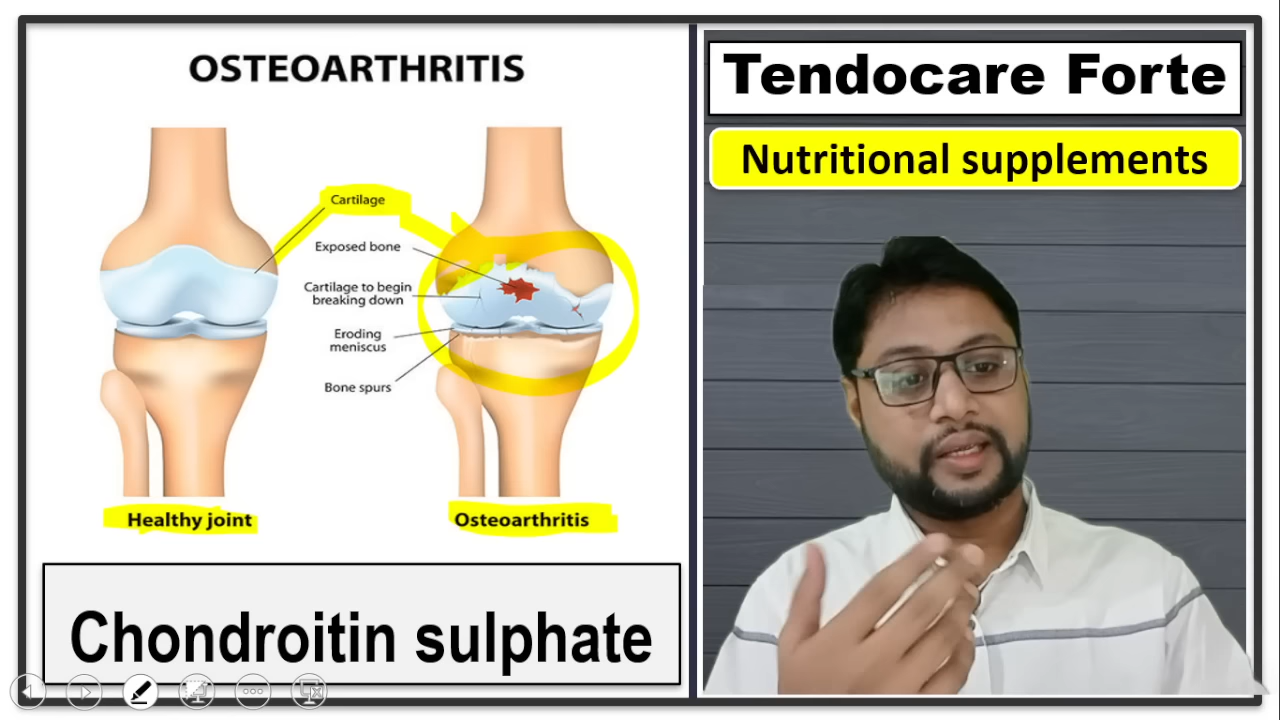 OSTEOARTHRITIS
Cartilage
Exposed bone
Cartilage to begin
breaking down
Eroding
meniscus
Bone spurs
Healthy joint
Osteoarthritis
Chondroitin sulphate
Tendocare Forte
Nutritional supplements